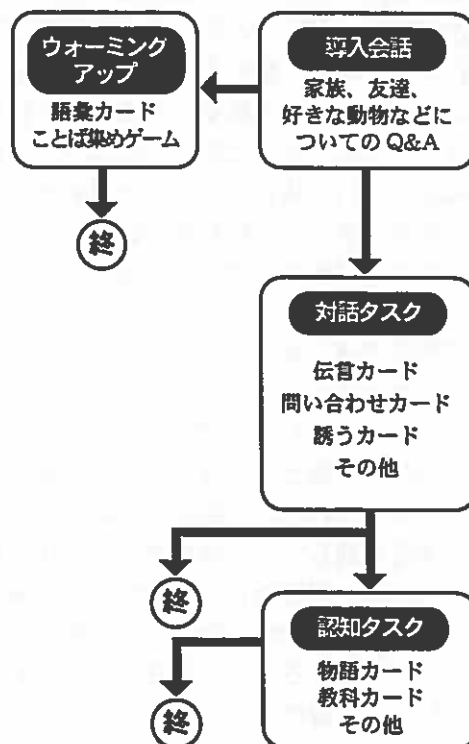 ウォーミング
アップ
語彙カード
ことば集めゲーム
終
導入会話
家族、友達、
好きな動物などに
ついての Q&A
対話タスク
伝言カード
問い合わせカード
誘うカード
その他
終
認知タスク
物語カード
教科カード
その他
終